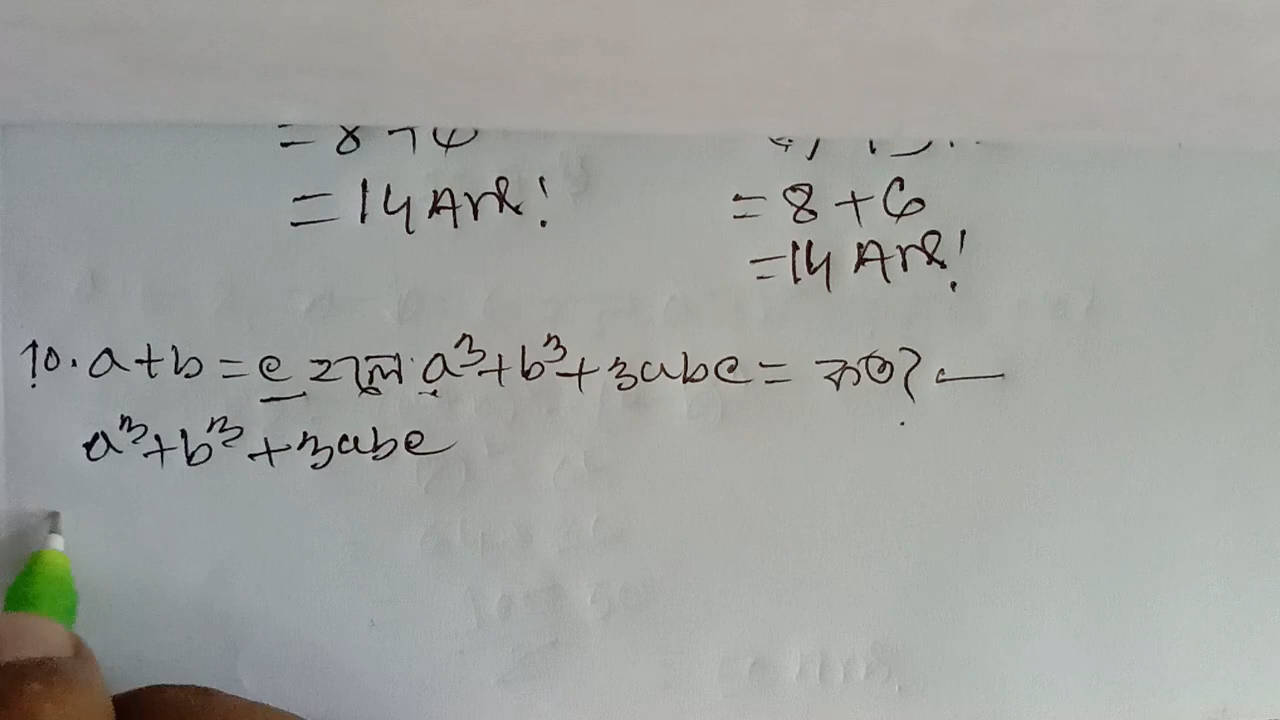 = 14 Ans!
= 8 + 6
= 14 Ans!
10. a + b = c হলে a³ + b³ + 3abc = কত?
a³ + b³ + 3abc